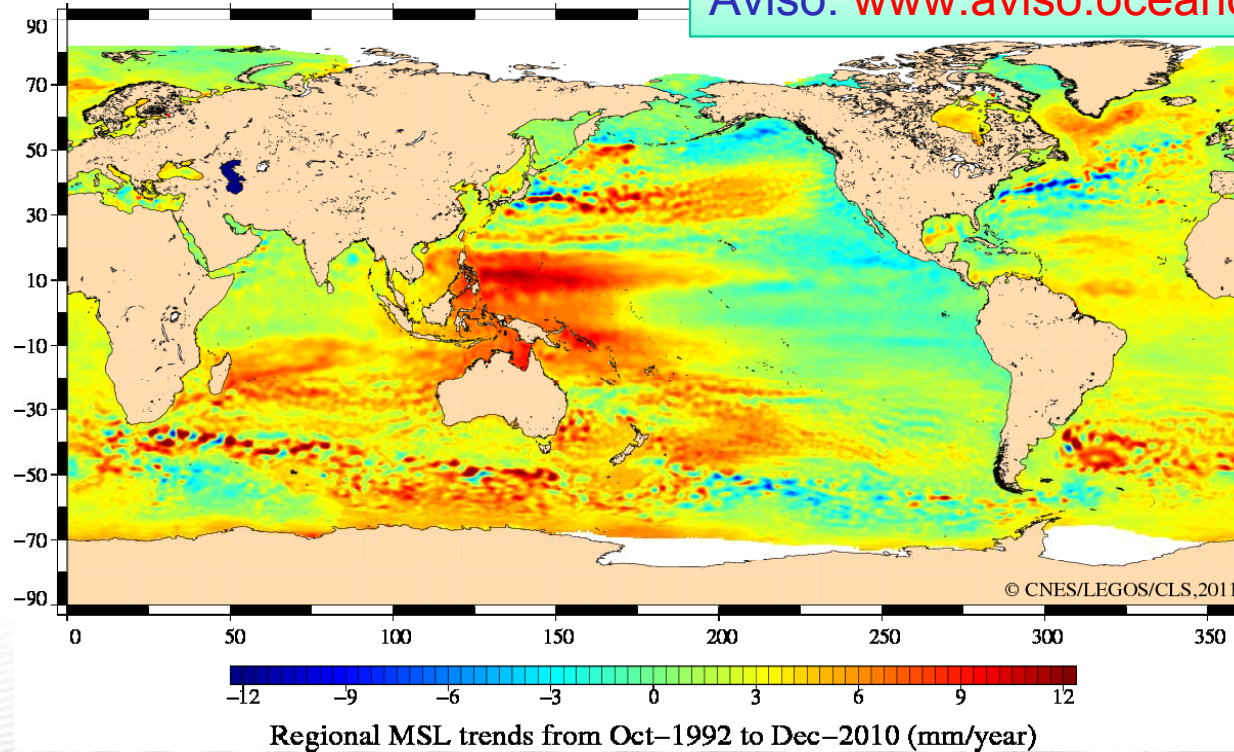 Aviso: www.aviso.oceano
90
70
50
30
10
−10
−30
−50
−70
−90
© CNES/LEGOS/CLS,2011
0 50 100 150 200 250 300 350
−12 −9 −6 −3 0 3 6 9 12
Regional MSL trends from Oct−1992 to Dec−2010 (mm/year)